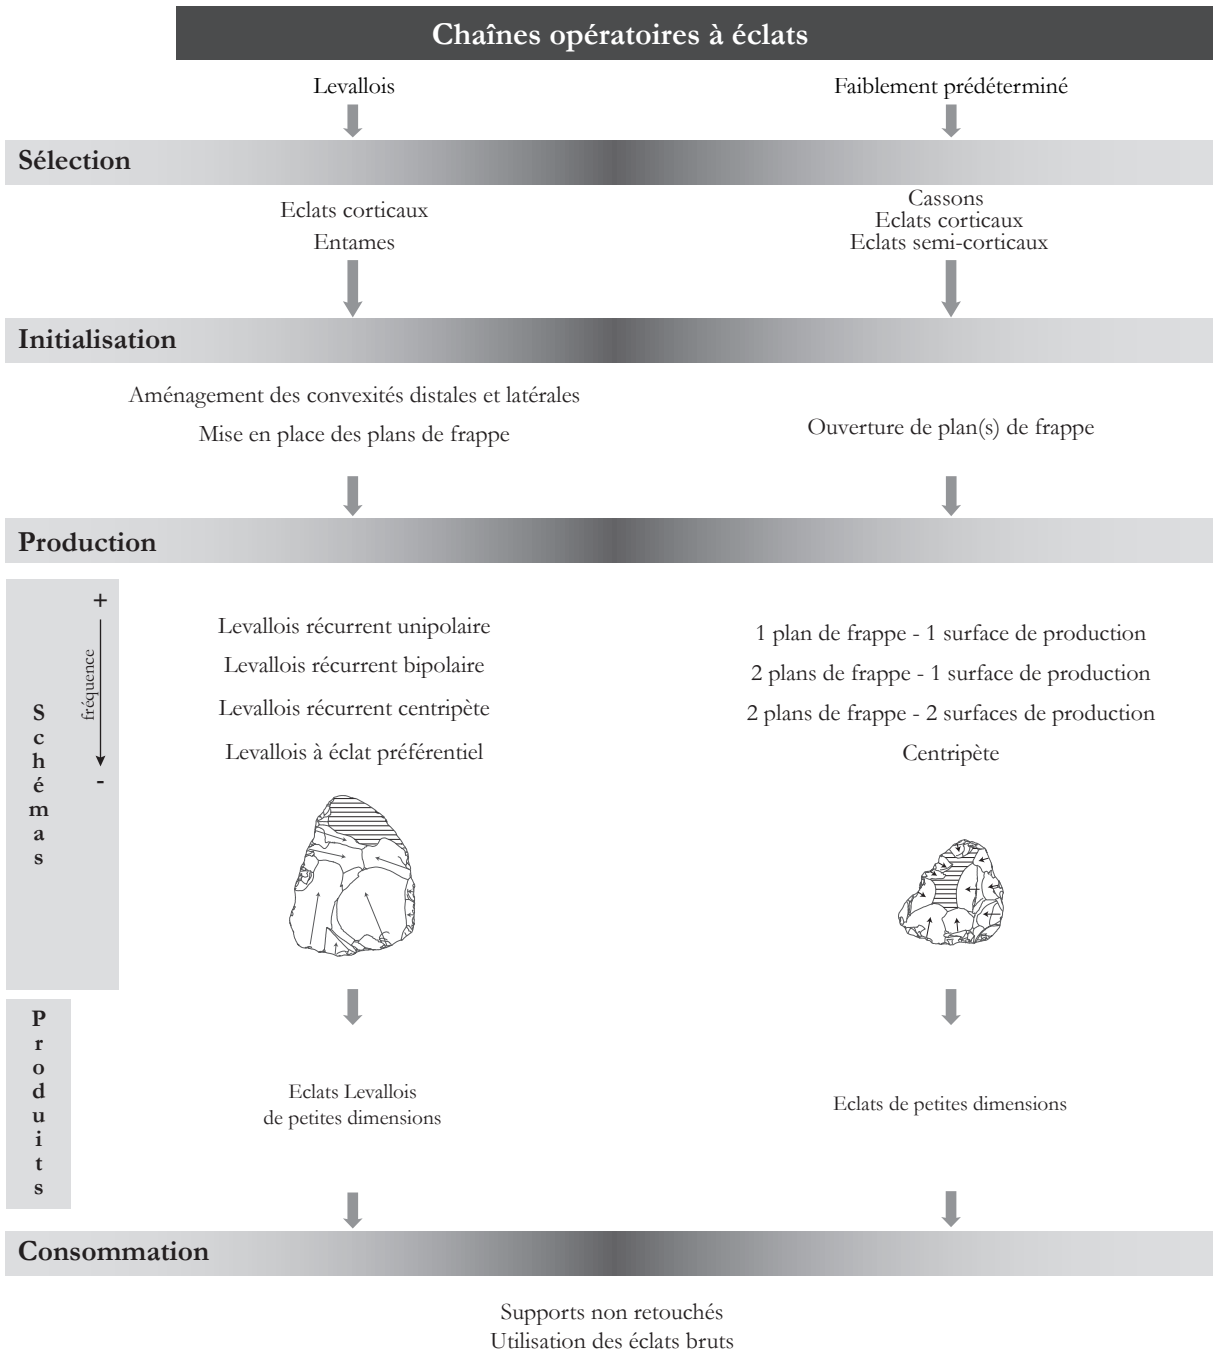 Chaînes opératoires à éclats
Levallois
Faiblement prédéterminé
Sélection
Eclats corticaux
Entames
Cassons
Eclats corticaux
Eclats semi-corticaux
Initialisation
Aménagement des convexités distales et latérales
Mise en place des plans de frappe
Ouverture de plan(s) de frappe
Production
Schémas
+
fréquence
-
Levallois récurrent unipolaire
Levallois récurrent bipolaire
Levallois récurrent centripète
Levallois à éclat préférentiel
1 plan de frappe - 1 surface de production
2 plans de frappe - 1 surface de production
2 plans de frappe - 2 surfaces de production
Centripète
Produits
Eclats Levallois
de petites dimensions
Eclats de petites dimensions
Consommation
Supports non retouchés
Utilisation des éclats bruts